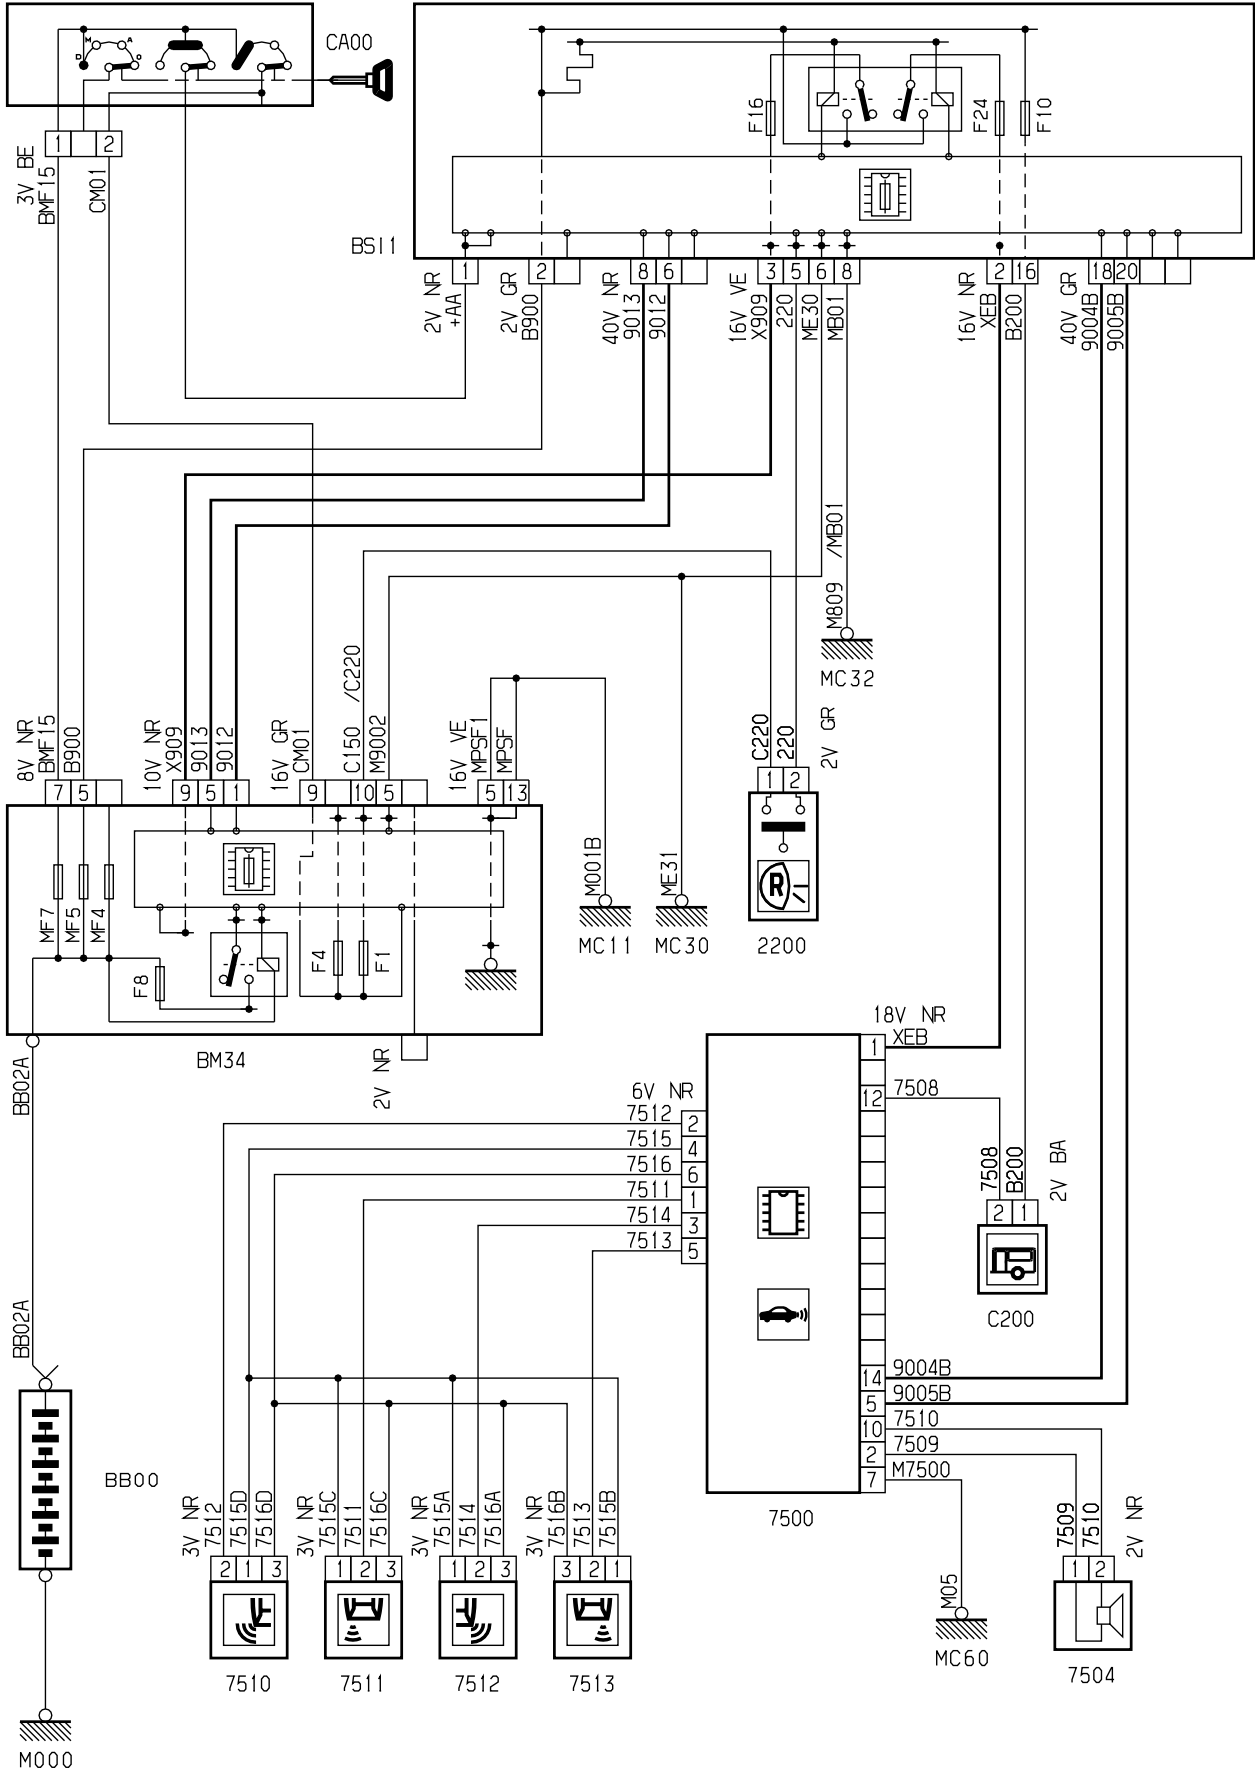 CA00
M A
D O
1 2
3V BE
BMF15
CM01
F16
F24
F10
BSI1
1 2 8 6 3 5 6 8 2 16 18 20
2V NR
+AA
2V GR
B900
40V NR
9013
9012
16V VE
X909
220
ME30
MB01
16V NR
XEB
B200
40V GR
9004B
9005B
/MB01
M809
MC32
8V NR
BMF15
B900
10V NR
X909
9013
9012
16V GR
CM01
C150 /C220
M9002
16V VE
MPSF1
MPSF
7 5 9 5 1 9 10 5 5 13
C220
220
2V GR
1 2
R
2200
M001B
MC11
ME31
MC30
MF7
MF5
MF4
F8
F4
F1
BM34
2V NR
BB02A
BB02A
BB00
M000
18V NR
XEB
1
7508
12
6V NR
7512 2
7515 4
7516 6
7511 1
7514 3
7513 5
7508
B200
2V BA
2 1
C200
14 9004B
5 9005B
10 7510
2 7509
7 M7500
7500
M05
MC60
7509
7510
2V NR
1 2
7504
3V NR
7512
7515D
7516D
2 1 3
7510
3V NR
7515C
7511
7516C
1 2 3
7511
3V NR
7515A
7514
7516A
1 2 3
7512
3V NR
7516B
7513
7515B
3 2 1
7513